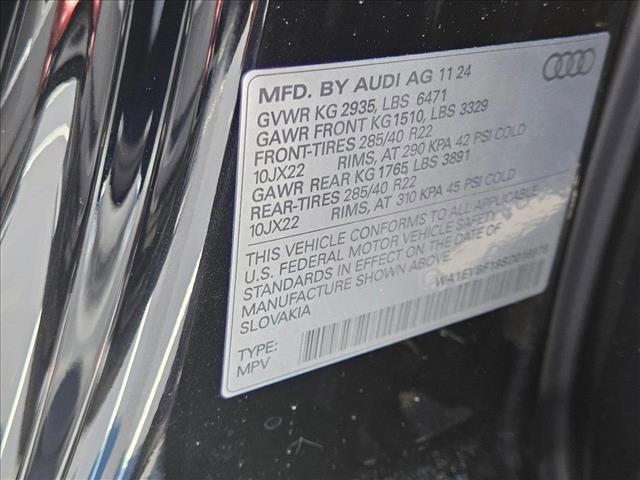 MFD. BY AUDI AG 11 24
GVWR KG 2935, LBS 6471
GAWR FRONT KG1510, LBS 3329
FRONT-TIRES 285/40 R22
10JX22 RIMS, AT 290 KPA 42 PSI COLD
GAWR REAR KG 1765, LBS 3891
REAR-TIRES 285/40 R22
10JX22 RIMS, AT 310 KPA 45 PSI COLD
THIS VEHICLE CONFORMS TO ALL APPLICABLE
U.S. FEDERAL MOTOR VEHICLE SAFETY
STANDARDS IN EFFECT ON THE DATE OF
MANUFACTURE SHOWN ABOVE.
SLOVAKIA
TYPE:
MPV